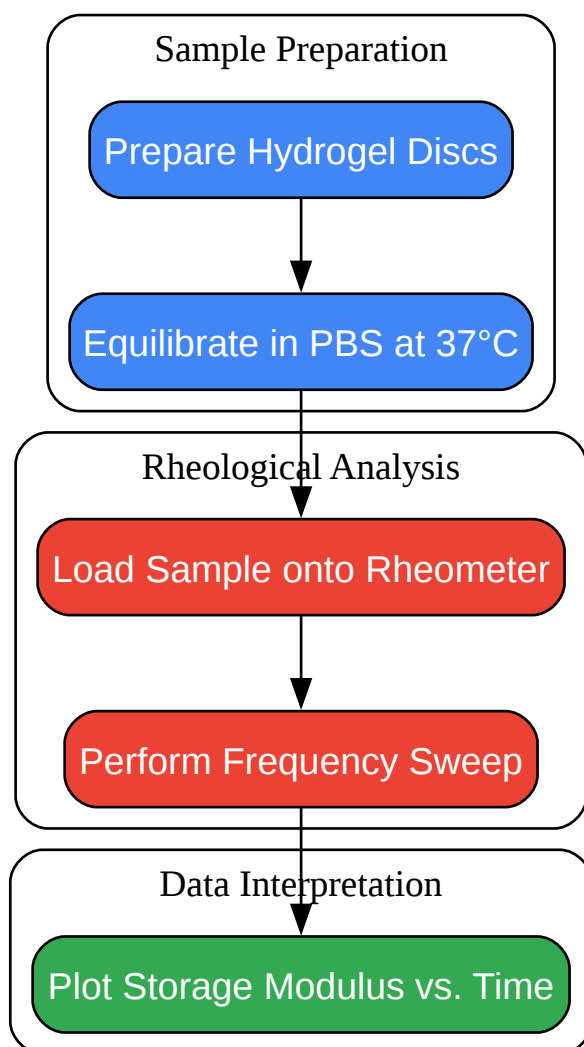 Sample Preparation
Prepare Hydrogel Discs
Equilibrate in PBS at 37°C
Rheological Analysis
Load Sample onto Rheometer
Perform Frequency Sweep
Data Interpretation
Plot Storage Modulus vs. Time